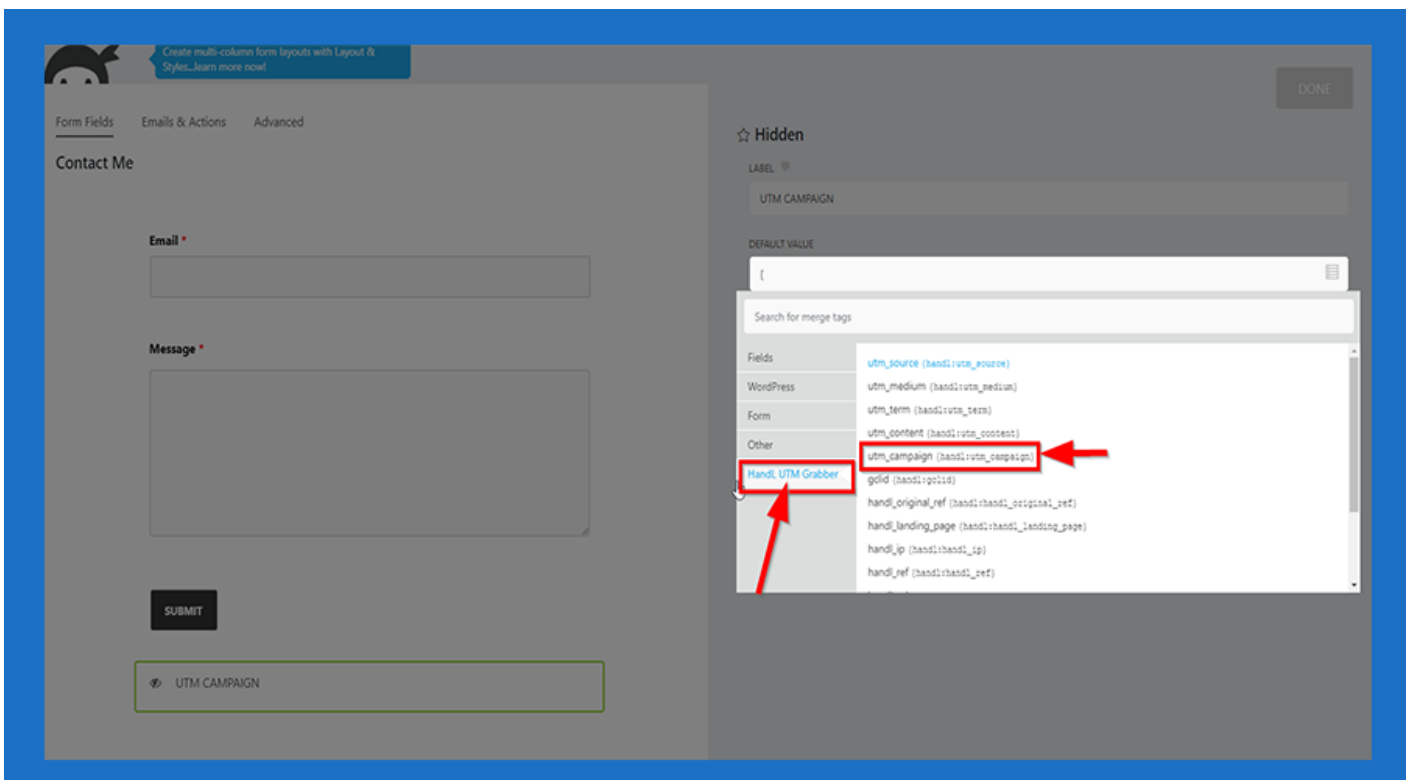 Create multi-column form layouts with Layout &
Styles...learn more now!
DONE
Form Fields
Emails & Actions
Advanced
Contact Me
Email *
Message *
SUBMIT
UTM CAMPAIGN
Hidden
LABEL
UTM CAMPAIGN
DEFAULT VALUE
{
Search for merge tags
Fields
WordPress
Form
Other
HandL UTM Grabber
utm_source {handl:utm_source}
utm_medium {handl:utm_medium}
utm_term {handl:utm_term}
utm_content {handl:utm_content}
utm_campaign {handl:utm_campaign}
gclid {handl:gclid}
handl_original_ref {handl:handl_original_ref}
handl_landing_page {handl:handl_landing_page}
handl_ip {handl:handl_ip}
handl_ref {handl:handl_ref}